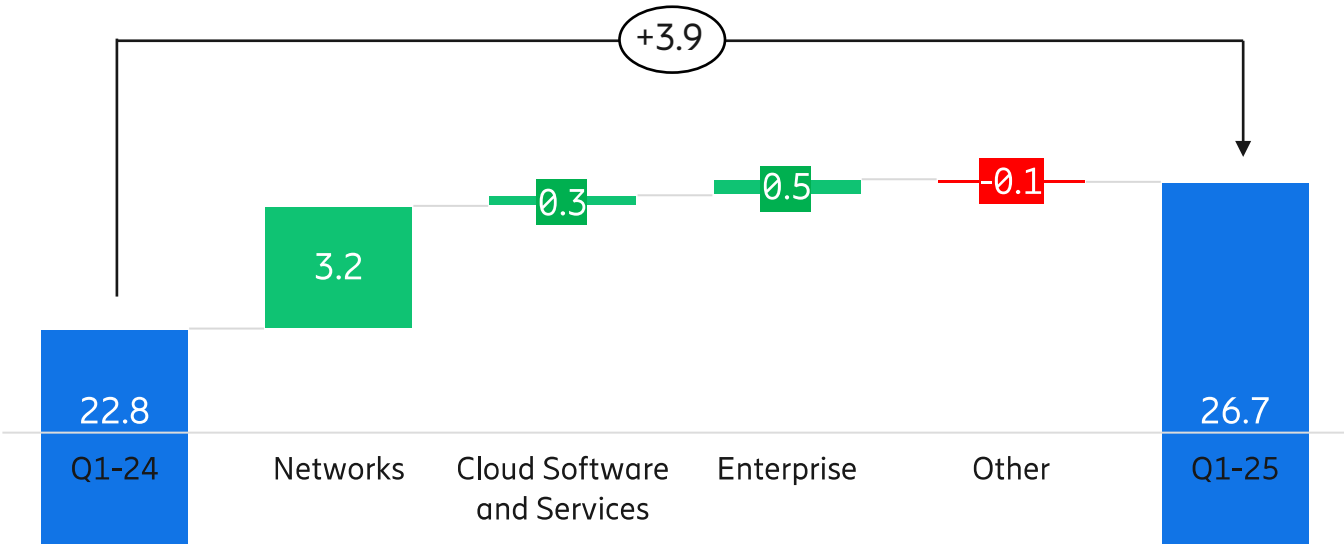 +3.9
-0.1
0.5
0.3
3.2
22.8
26.7
Q1-24
Networks
Cloud Software
and Services
Enterprise
Other
Q1-25